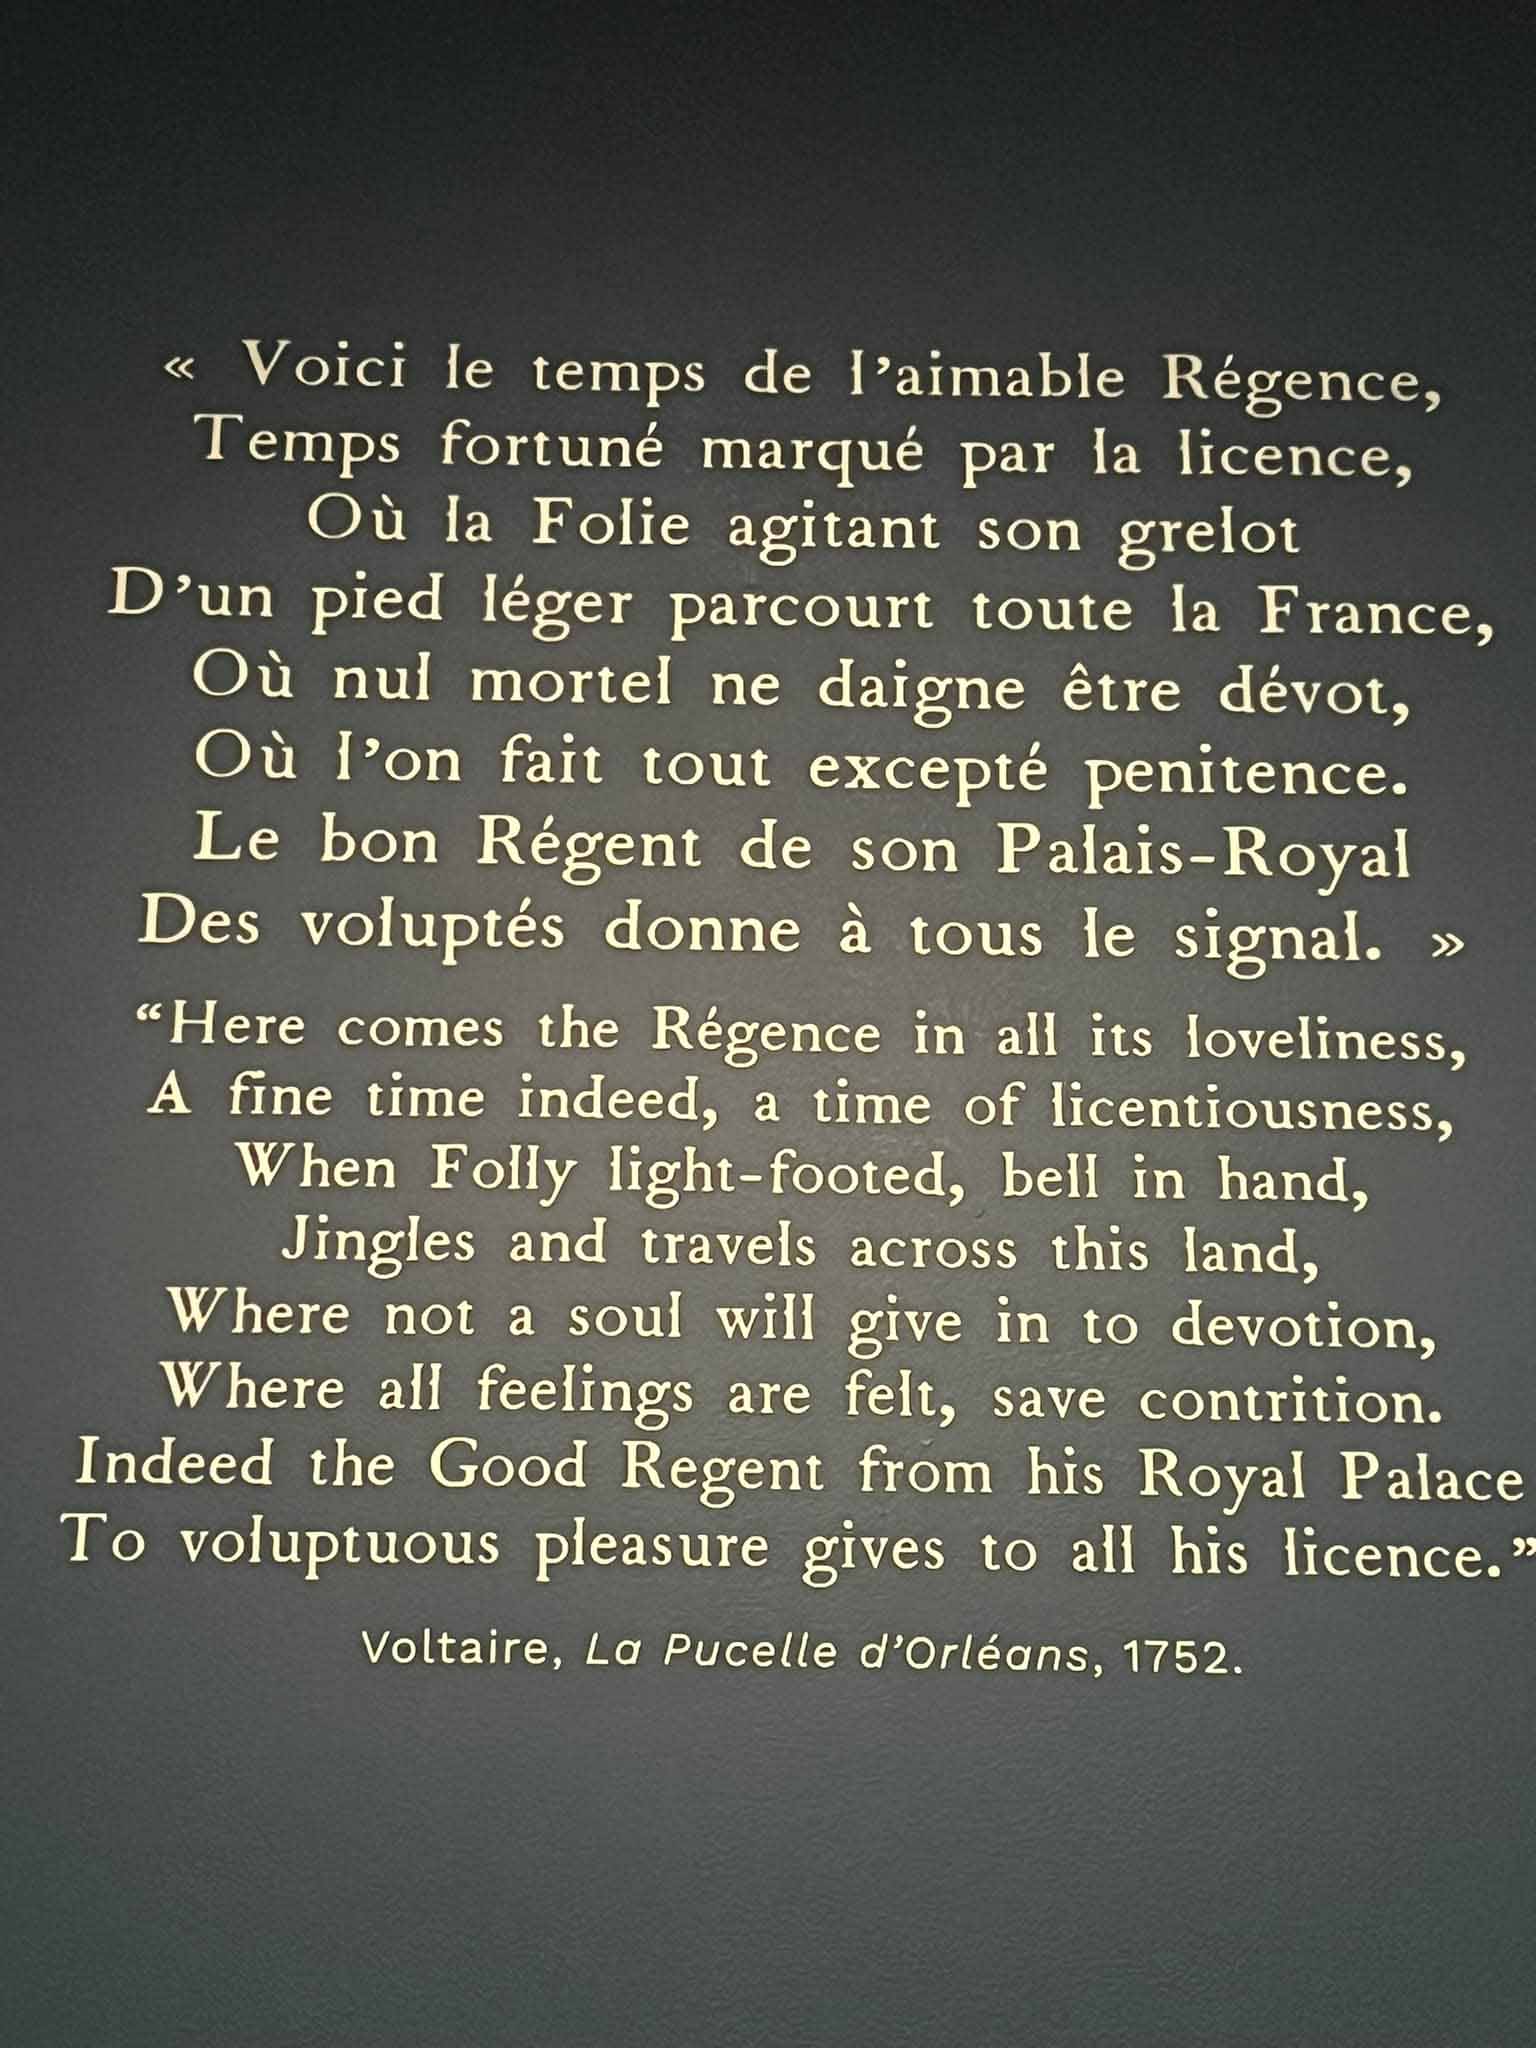 « Voici le temps de l’aimable Régence,
Temps fortuné marqué par la licence,
Où la Folie agitant son grelot
D’un pied léger parcourt toute la France,
Où nul mortel ne daigne être dévot,
Où l’on fait tout excepté penitence.
Le bon Régent de son Palais-Royal
Des voluptés donne à tous le signal. »
“Here comes the Régence in all its loveliness,
A fine time indeed, a time of licentiousness,
When Folly light-footed, bell in hand,
Jingles and travels across this land,
Where not a soul will give in to devotion,
Where all feelings are felt, save contrition.
Indeed the Good Regent from his Royal Palace
To voluptuous pleasure gives to all his licence.”
Voltaire, La Pucelle d’Orléans, 1752.